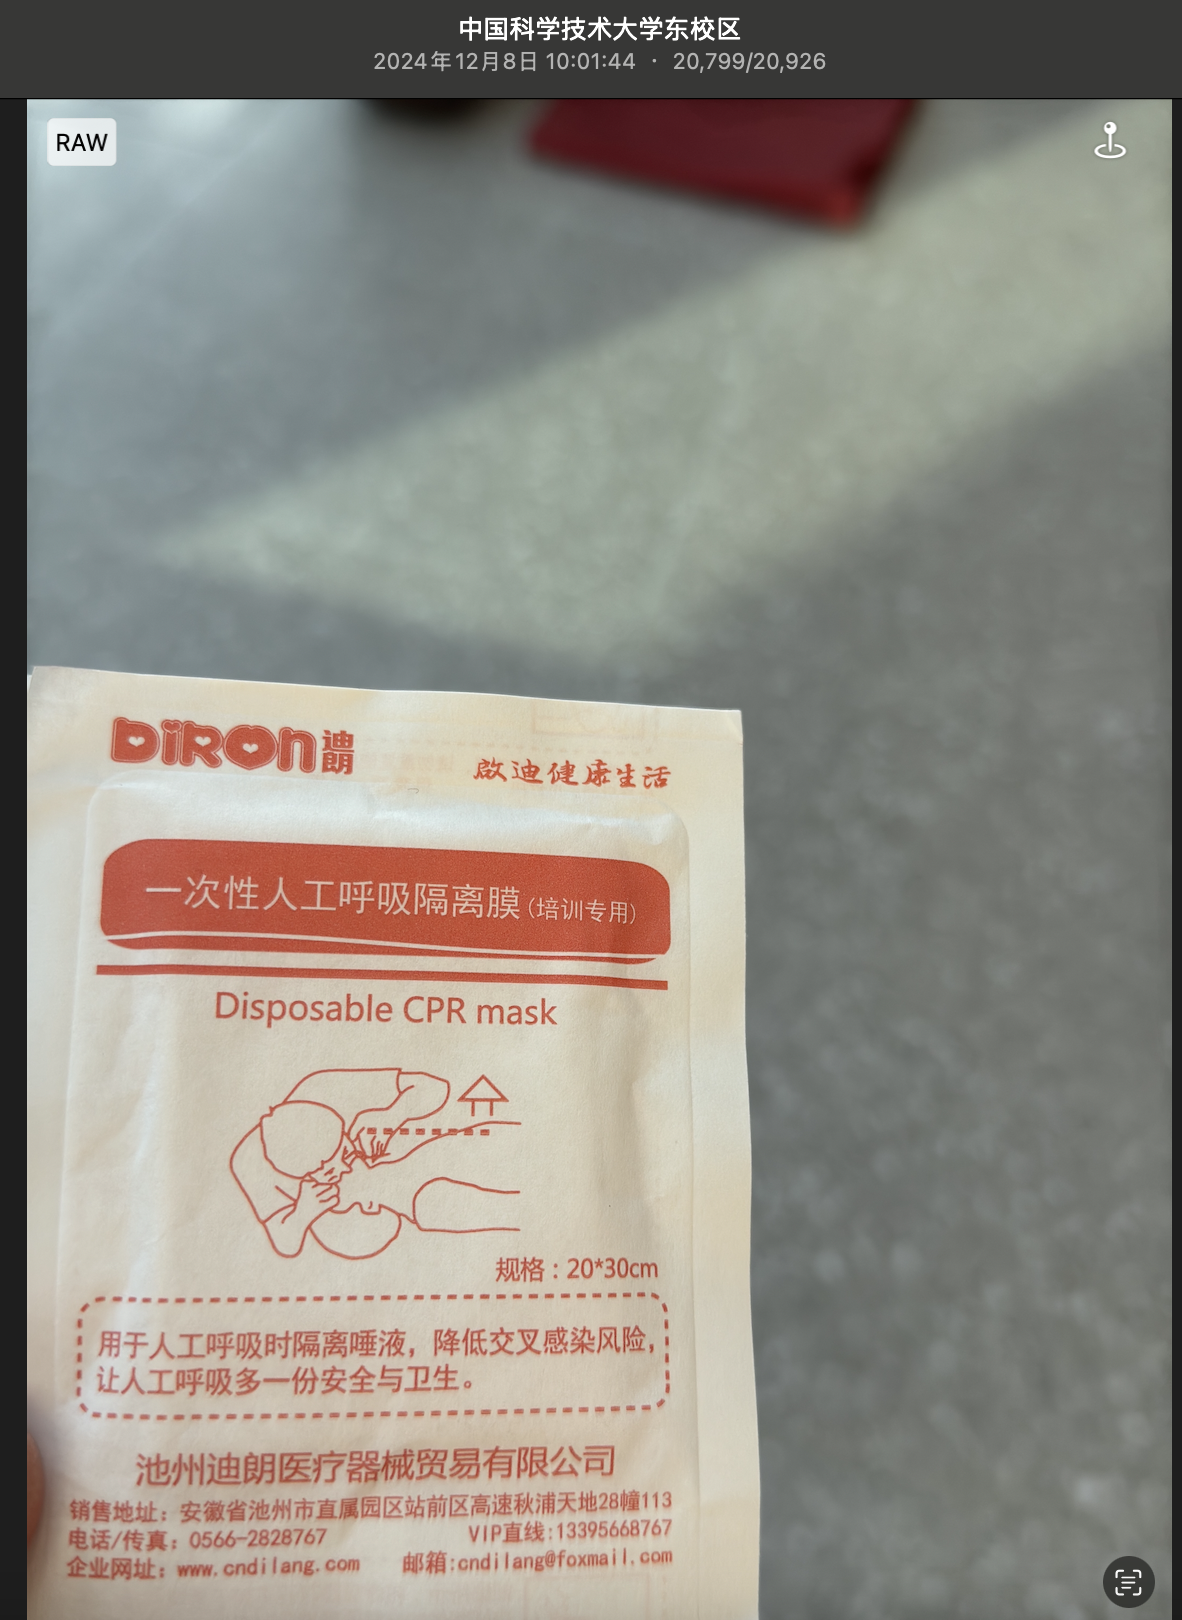 中国科学技术大学东校区
2024年12月8日 10:01:44 · 20,799/20,926
RAW
DiRON迪朗
啟迪健康生活
一次性人工呼吸隔离膜(培训专用)
Disposable CPR mask
规格：20*30cm
用于人工呼吸时隔离唾液，降低交叉感染风险，
让人工呼吸多一份安全与卫生。
池州迪朗医疗器械贸易有限公司
销售地址：安徽省池州市直属园区站前区高速秋浦天地28幢113
电话/传真：0566-2828767 VIP直线:13395668767
企业网址：www.cndilang.com 邮箱:cndilang@foxmail.com